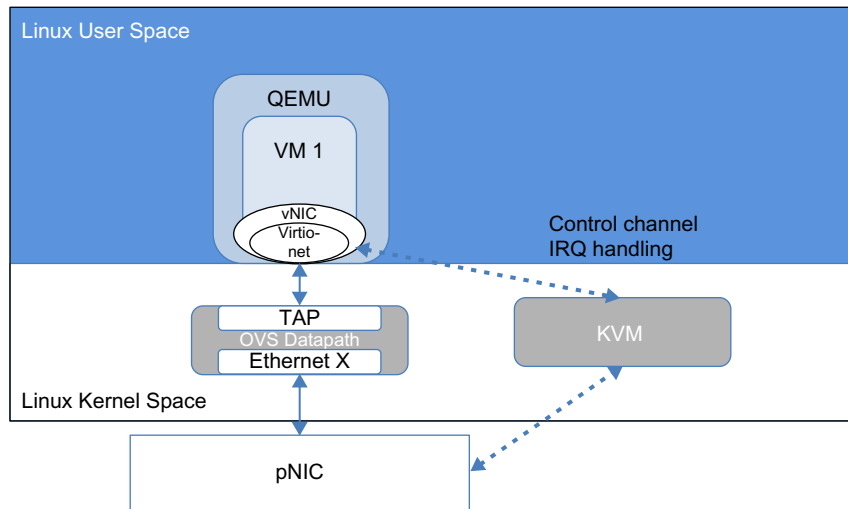 Linux User Space
QEMU
VM 1
vNIC
Virtio-
net
Control channel
IRQ handling
TAP
OVS Datapath
Ethernet X
KVM
Linux Kernel Space
pNIC